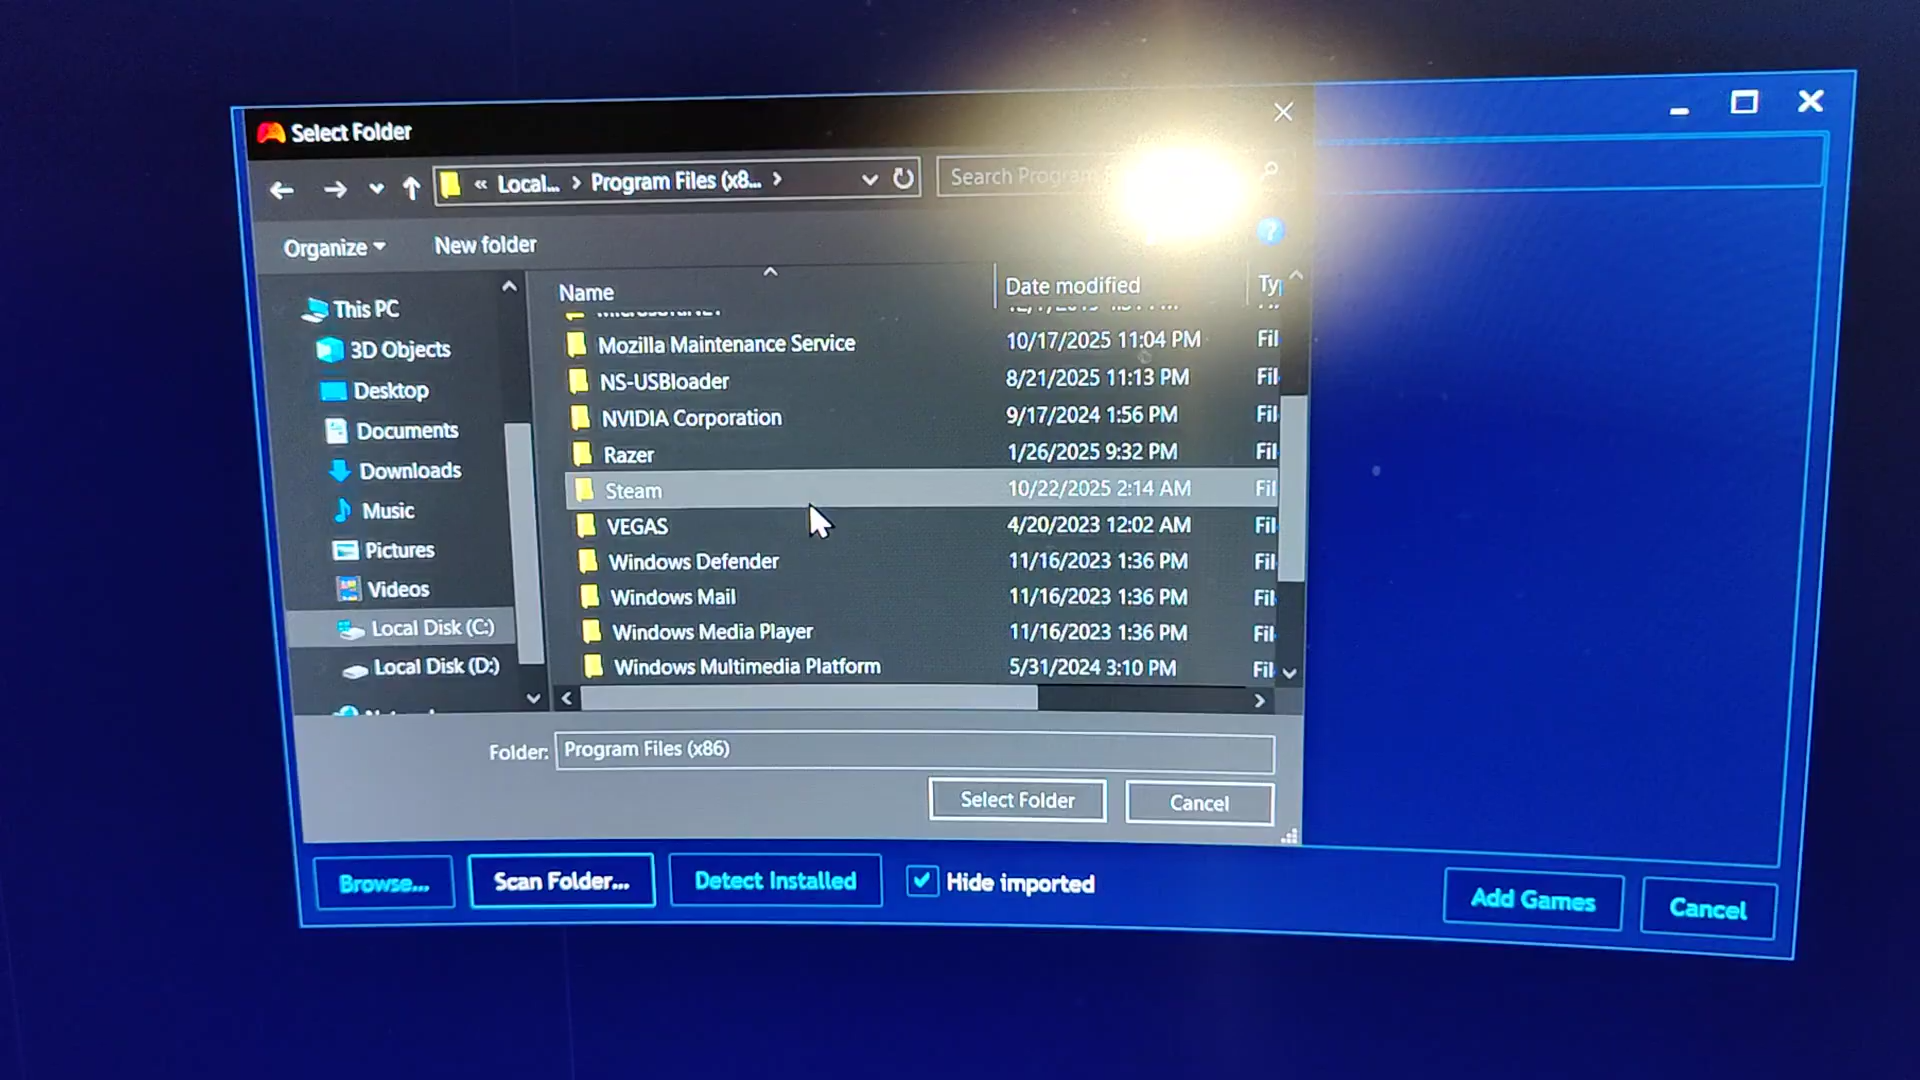 Select Folder
« Local... > Program Files (x8... >
Search Program
Organize
New folder
Name
Date modified
This PC
3D Objects
Desktop
Documents
Downloads
Music
Pictures
Videos
Local Disk (C:)
Local Disk (D:)
Mozilla Maintenance Service 10/17/2025 11:04 PM Fil
NS-USBloader 8/21/2025 11:13 PM Fil
NVIDIA Corporation 9/17/2024 1:56 PM Fil
Razer 1/26/2025 9:32 PM Fil
Steam 10/22/2025 2:14 AM Fil
VEGAS 4/20/2023 12:02 AM Fil
Windows Defender 11/16/2023 1:36 PM Fil
Windows Mail 11/16/2023 1:36 PM Fil
Windows Media Player 11/16/2023 1:36 PM Fil
Windows Multimedia Platform 5/31/2024 3:10 PM Fil
Folder: Program Files (x86)
Select Folder
Cancel
Browse...
Scan Folder...
Detect Installed
Hide imported
Add Games
Cancel